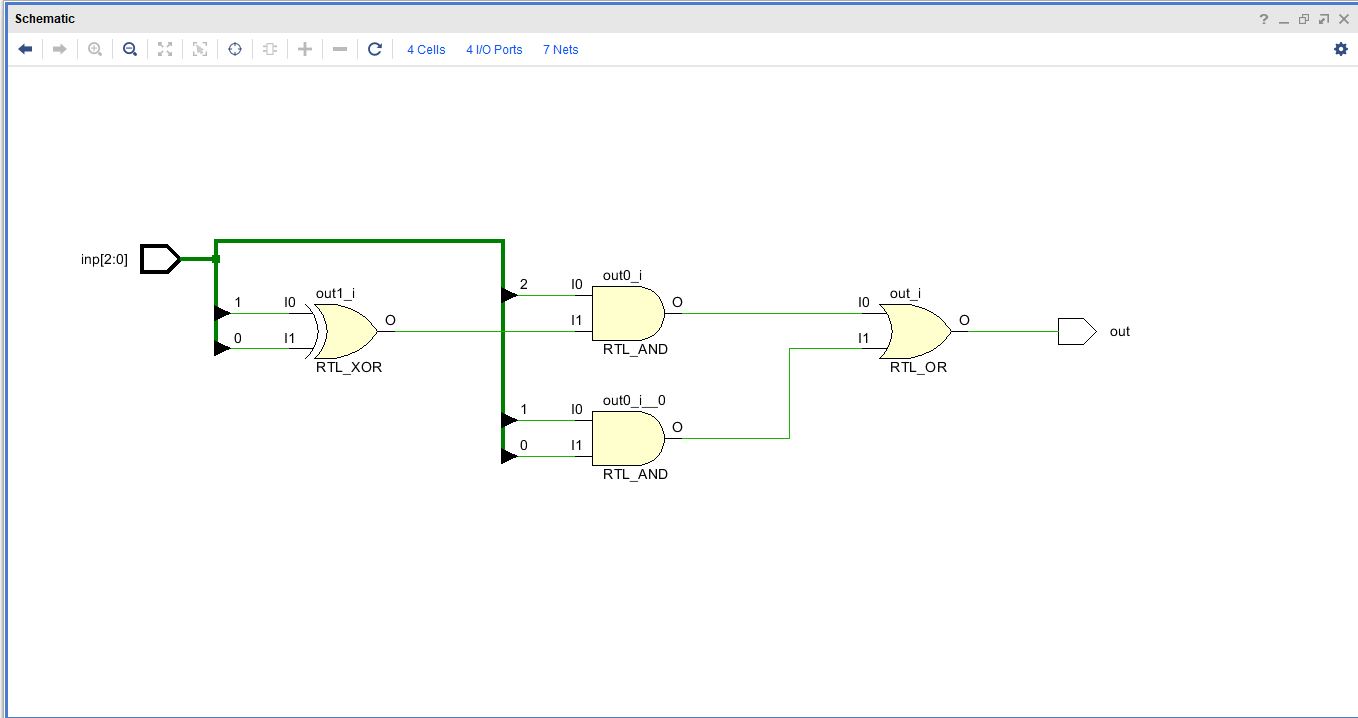 Schematic
?
4 Cells 4 I/O Ports 7 Nets
inp[2:0]
1 I0 out1_i
0 I1 O
RTL_XOR
2 I0 out0_i
I1 O
RTL_AND
1 I0 out0_i__0
0 I1 O
RTL_AND
I0 out_i
I1 O
RTL_OR
out